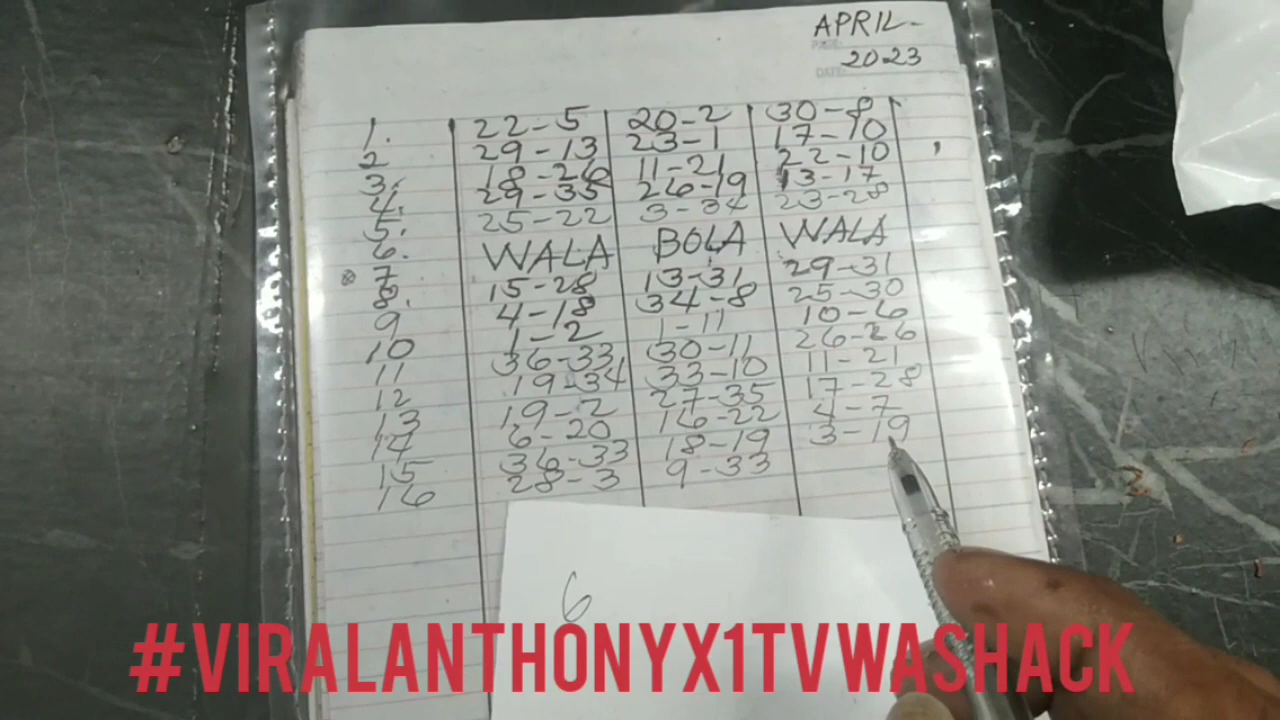 APRIL-
PAGE:
2023
DATE:
1. 22-5 20-2 30-8
2 29-13 23-1 17-10
3. 18-26 11-21 22-10
4. 29-35 26-19 13-17
5. 25-22 3-34 23-28
6. WALA BOLA WALA
7 15-28 13-31 29-31
8. 4-18 34-8 25-30
9 1-2 1-11 10-6
10 36-33 30-11 26-26
11 19-34 33-10 11-21
12 19-2 27-35 17-28
13 6-20 16-22 4-7
14 36-33 18-19 3-19
15 28-3 9-33
16
6
#VIRALANTHONYX1TVWASHACK